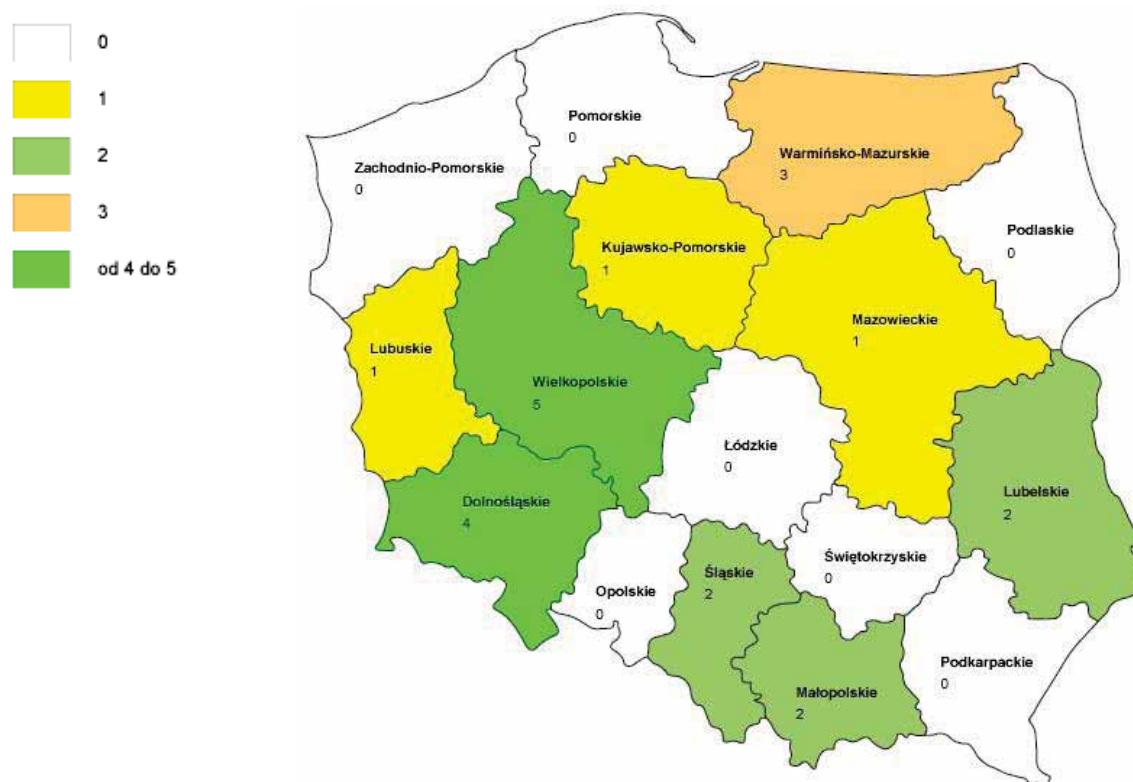 0
1
2
3
od 4 do 5
Pomorskie
0
Zachodnio-Pomorskie
0
Warmińsko-Mazurskie
3
Podlaskie
0
Kujawsko-Pomorskie
1
Mazowieckie
1
Lubuskie
1
Wielkopolskie
5
Łódzkie
0
Lubelskie
2
Dolnośląskie
4
Świętokrzyskie
0
Śląskie
2
Opolskie
0
Podkarpackie
0
Małopolskie
2